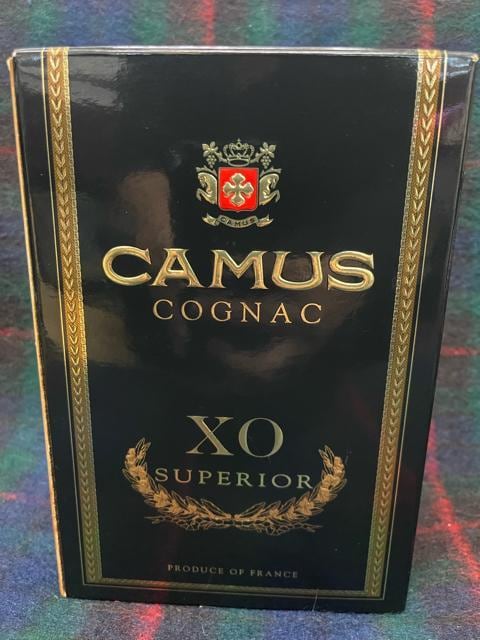 CAMUS
CAMUS
COGNAC
XO
SUPERIOR
PRODUCE OF FRANCE